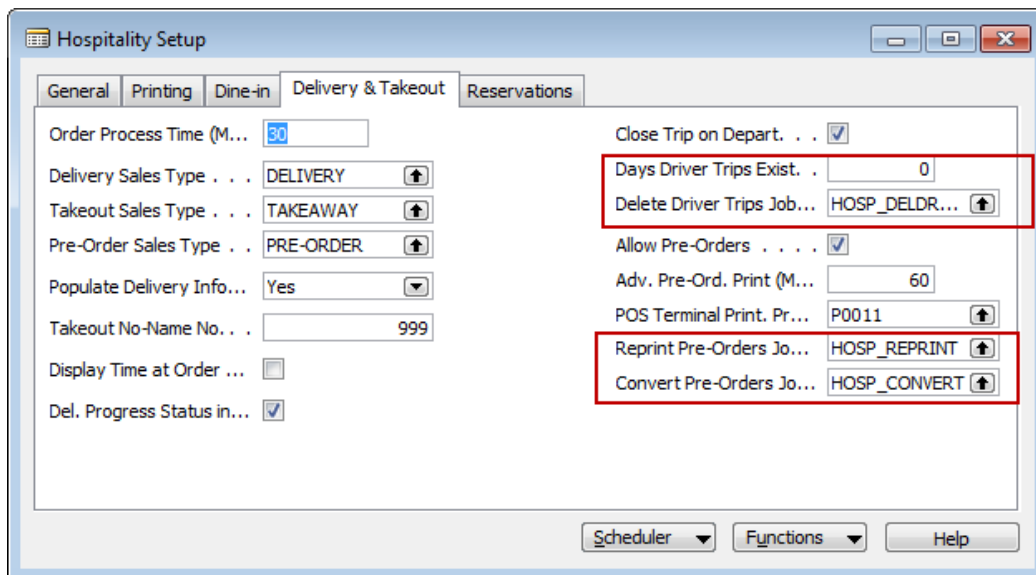 Hospitality Setup
General Printing Dine-in Delivery & Takeout Reservations
Order Process Time (M... 30
Delivery Sales Type . . . DELIVERY
Takeout Sales Type . . . TAKEAWAY
Pre-Order Sales Type . . PRE-ORDER
Populate Delivery Info... Yes
Takeout No-Name No. . . 999
Display Time at Order ...
Del. Progress Status in...
Close Trip on Depart. . . .
Days Driver Trips Exist. . 0
Delete Driver Trips Job... HOSP_DELDR...
Allow Pre-Orders . . . .
Adv. Pre-Ord. Print (M... 60
POS Terminal Print. Pr... P0011
Reprint Pre-Orders Jo... HOSP_REPRINT
Convert Pre-Orders Jo... HOSP_CONVERT
Scheduler Functions Help